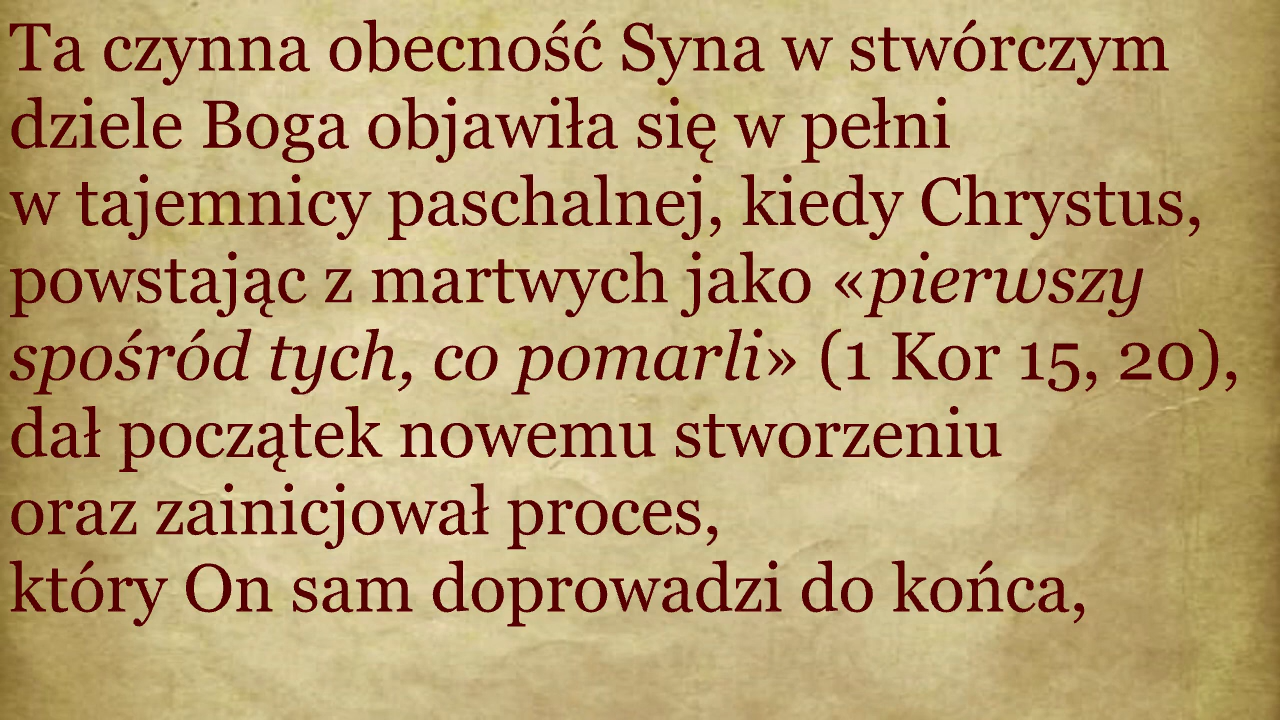 Ta czynna obecność Syna w stwórczym
dziele Boga objawiła się w pełni
w tajemnicy paschalnej, kiedy Chrystus,
powstając z martwych jako «pierwszy
spośród tych, co pomarli» (1 Kor 15, 20),
dał początek nowemu stworzeniu
oraz zainicjował proces,
który On sam doprowadzi do końca,